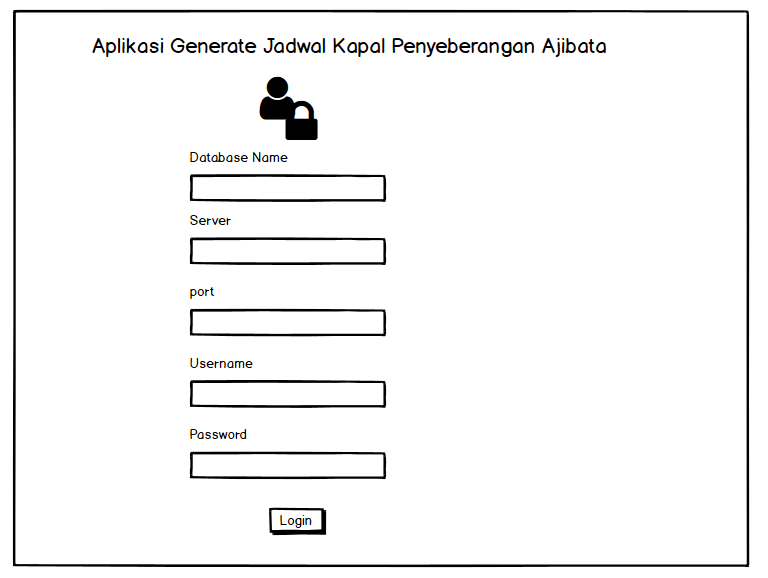 Aplikasi Generate Jadwal Kapal Penyeberangan Ajibata
Database Name
Server
port
Username
Password
Login